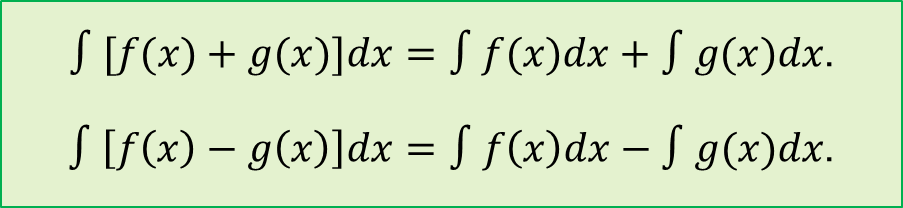 ∫ [f(x) + g(x)]dx = ∫ f(x)dx + ∫ g(x)dx.
∫ [f(x) − g(x)]dx = ∫ f(x)dx − ∫ g(x)dx.